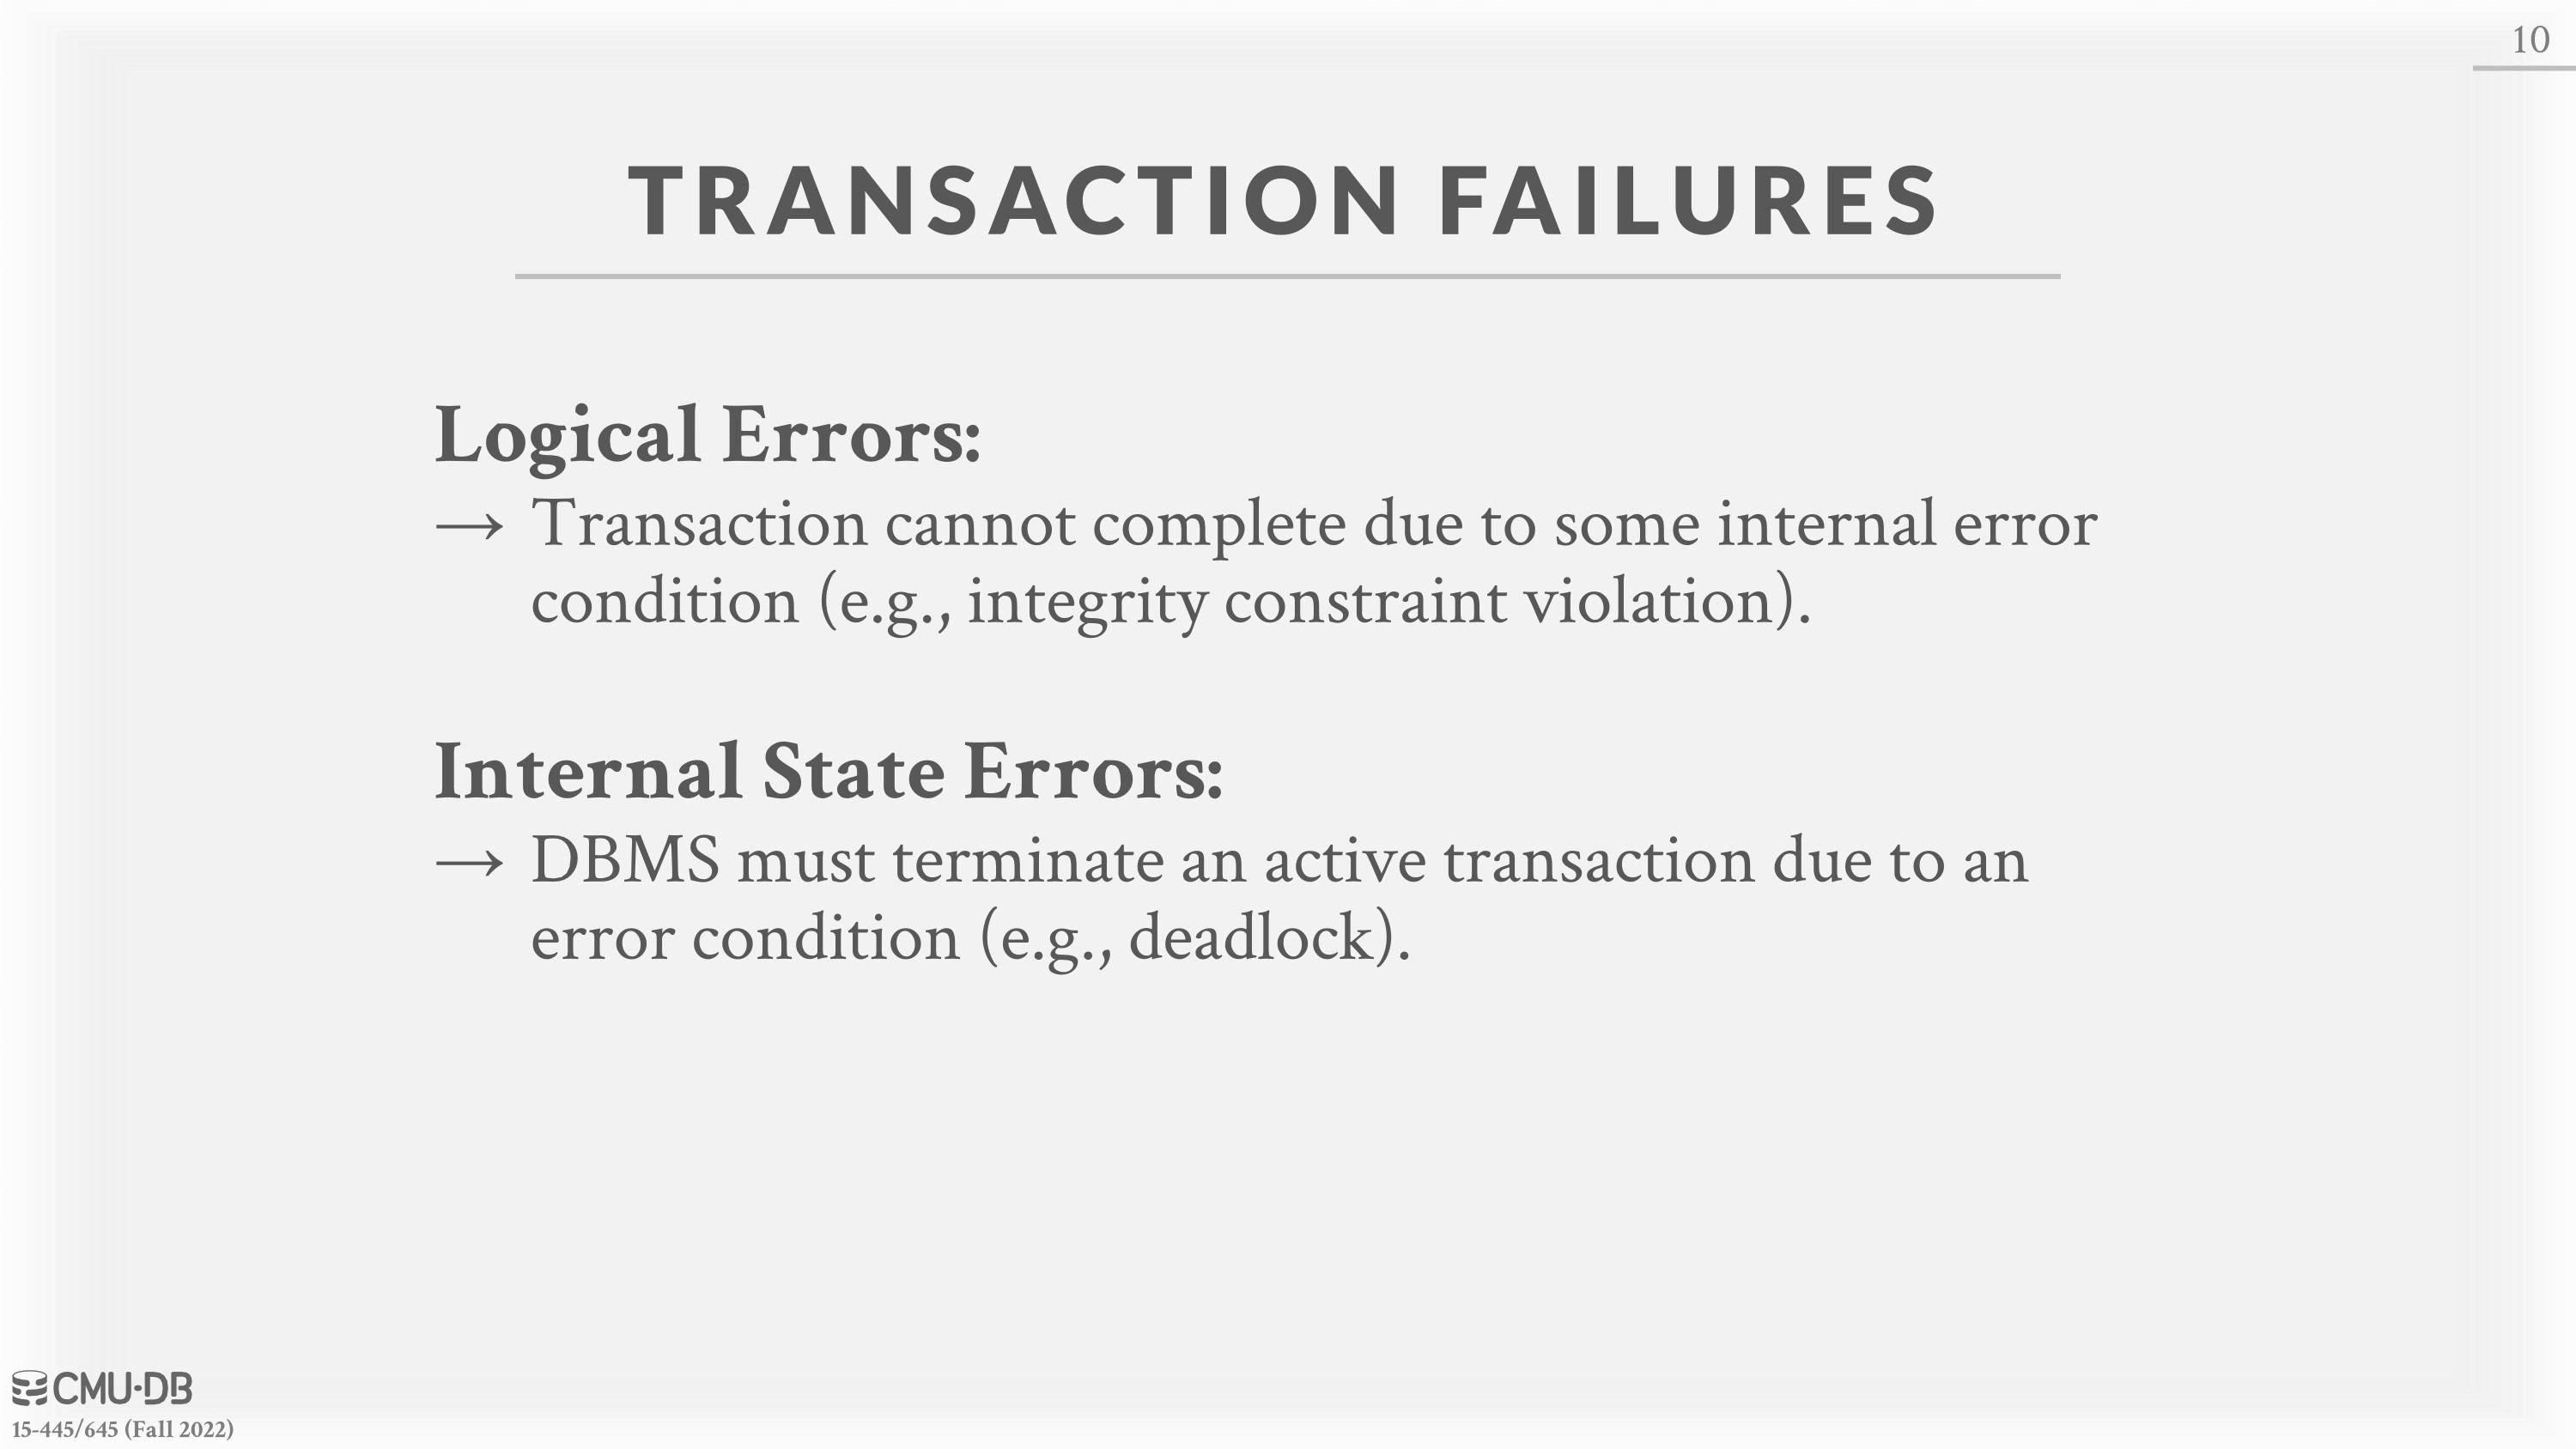 10
TRANSACTION FAILURES
Logical Errors:
→ Transaction cannot complete due to some internal error
condition (e.g., integrity constraint violation).
Internal State Errors:
→ DBMS must terminate an active transaction due to an
error condition (e.g., deadlock).
CMU·DB
15-445/645 (Fall 2022)